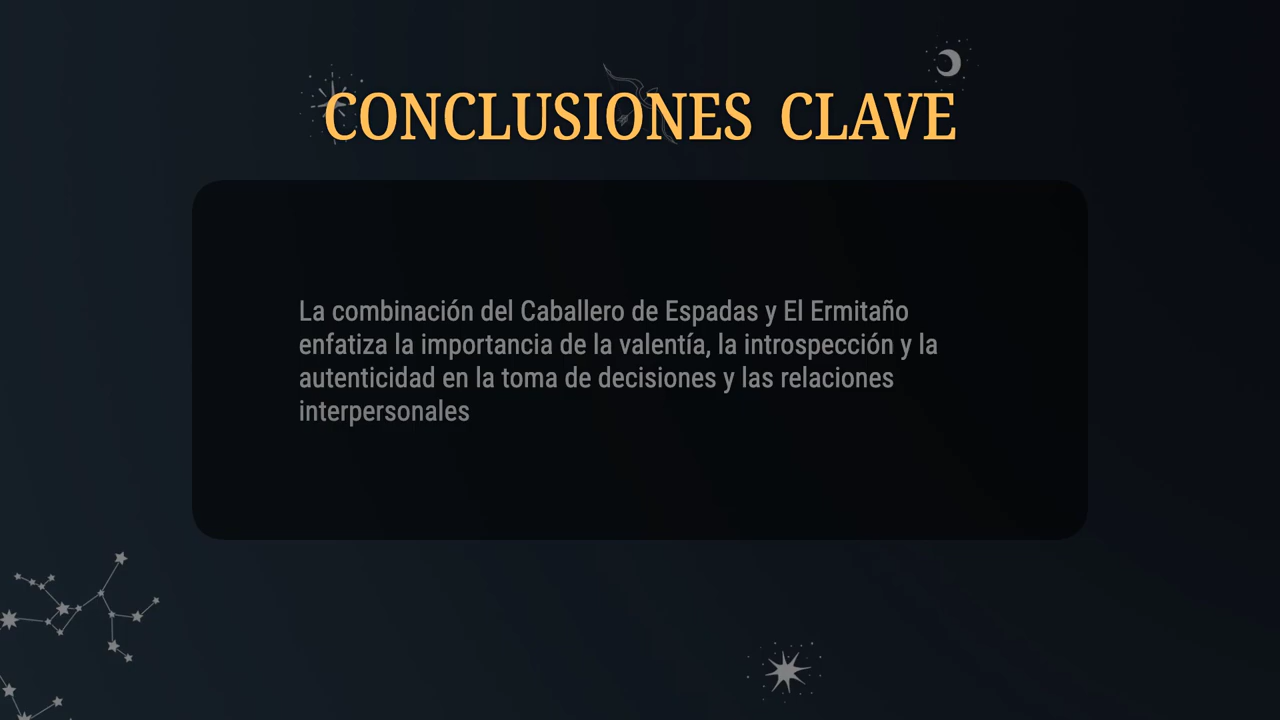 CONCLUSIONES CLAVE
La combinación del Caballero de Espadas y El Ermitaño
enfatiza la importancia de la valentía, la introspección y la
autenticidad en la toma de decisiones y las relaciones
interpersonales